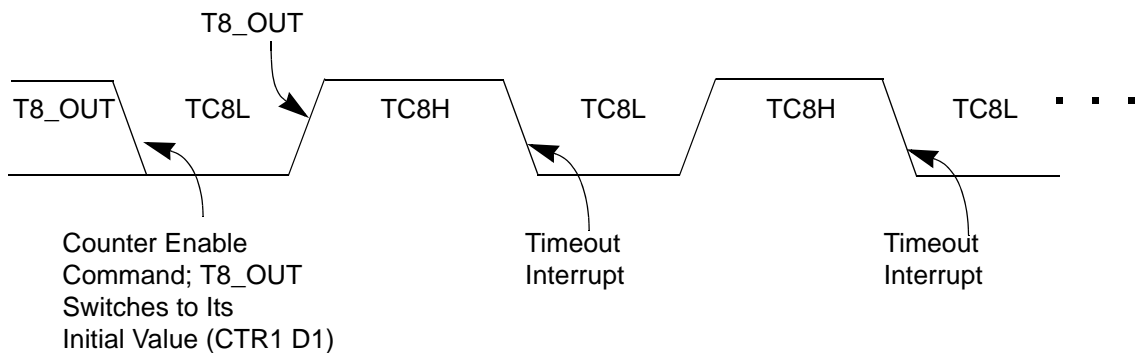 T8_OUT
T8_OUT TC8L TC8H TC8L TC8H TC8L . . .
Counter Enable
Command; T8_OUT
Switches to Its
Initial Value (CTR1 D1)
Timeout
Interrupt
Timeout
Interrupt